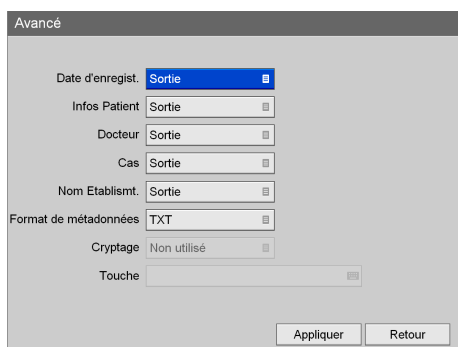 Avancé
Date d'enregist. Sortie
Infos Patient Sortie
Docteur Sortie
Cas Sortie
Nom Etablismt. Sortie
Format de métadonnées TXT
Cryptage Non utilisé
Touche
Appliquer Retour